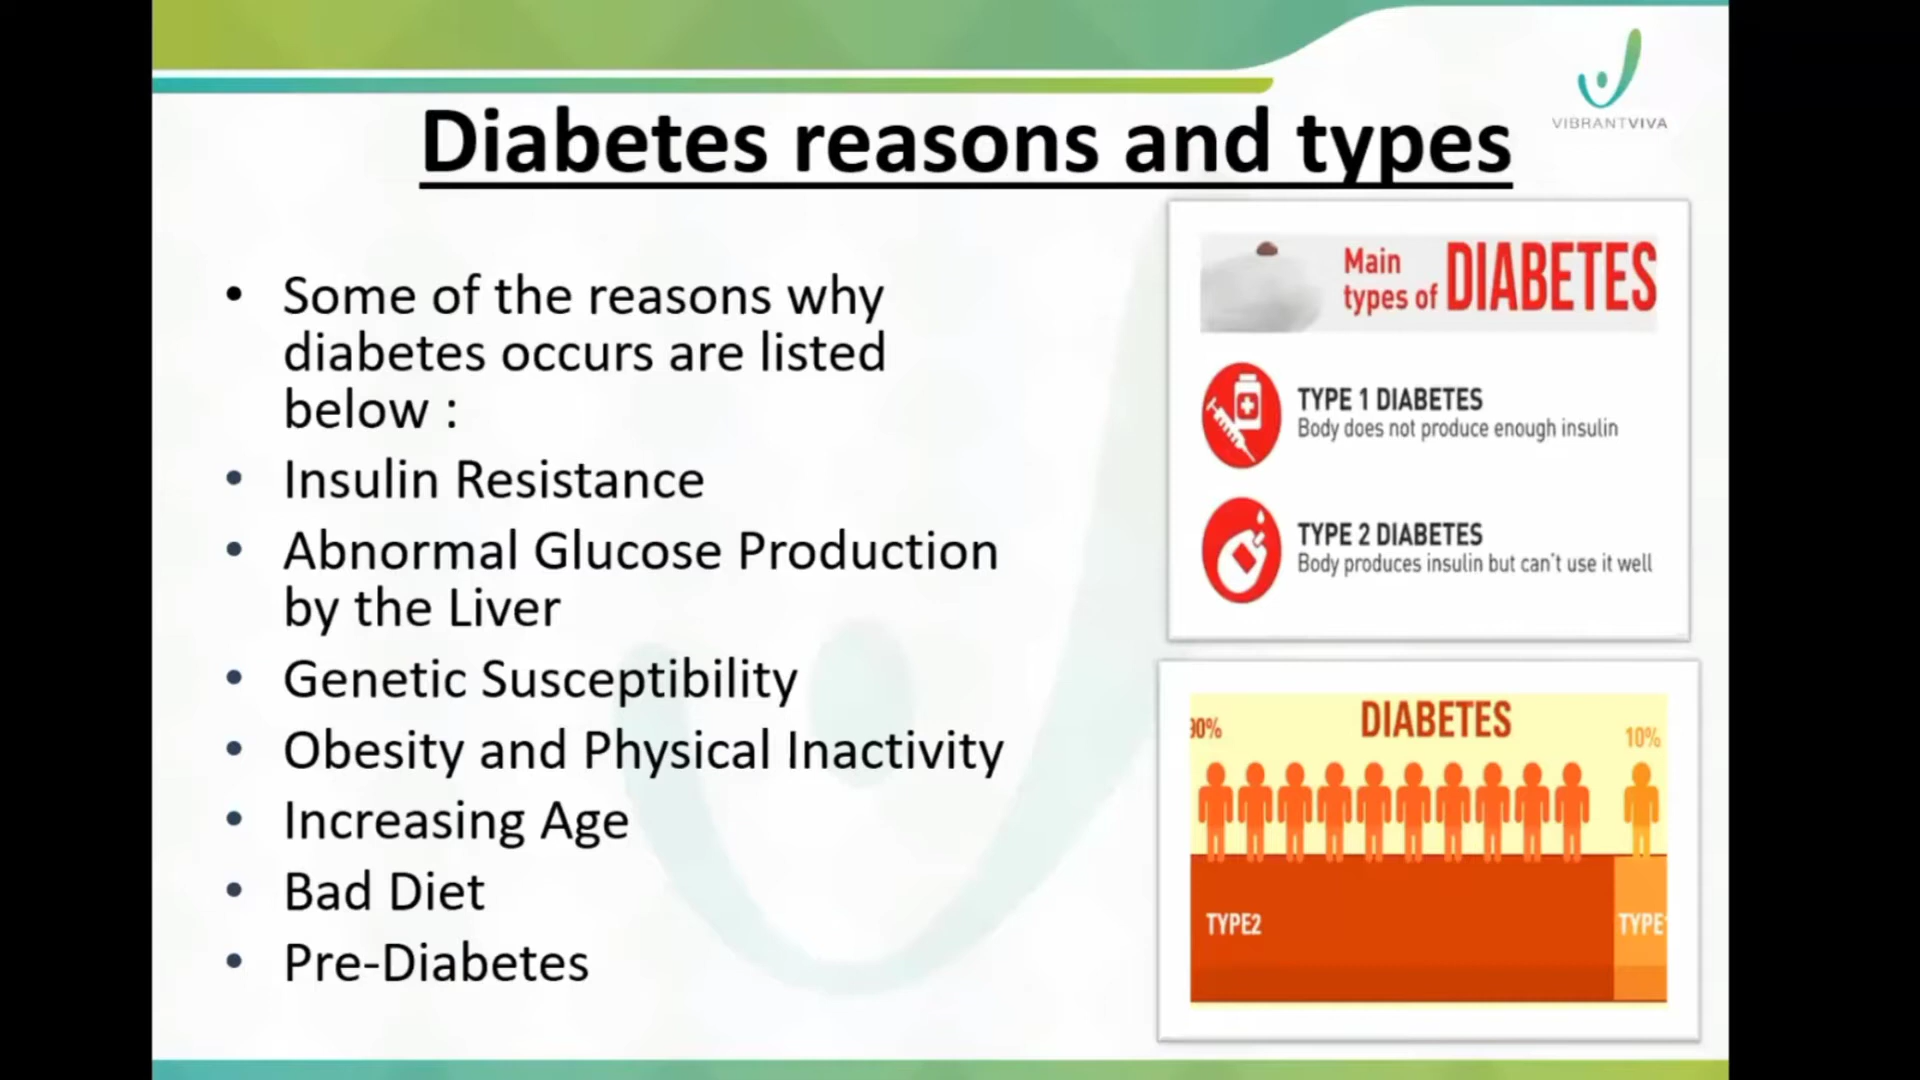 VIBRANTVIVA
Diabetes reasons and types
• Some of the reasons why
diabetes occurs are listed
below :
• Insulin Resistance
• Abnormal Glucose Production
by the Liver
• Genetic Susceptibility
• Obesity and Physical Inactivity
• Increasing Age
• Bad Diet
• Pre-Diabetes
Main
types of DIABETES
TYPE 1 DIABETES
Body does not produce enough insulin
TYPE 2 DIABETES
Body produces insulin but can't use it well
DIABETES
90%
10%
TYPE2
TYPE